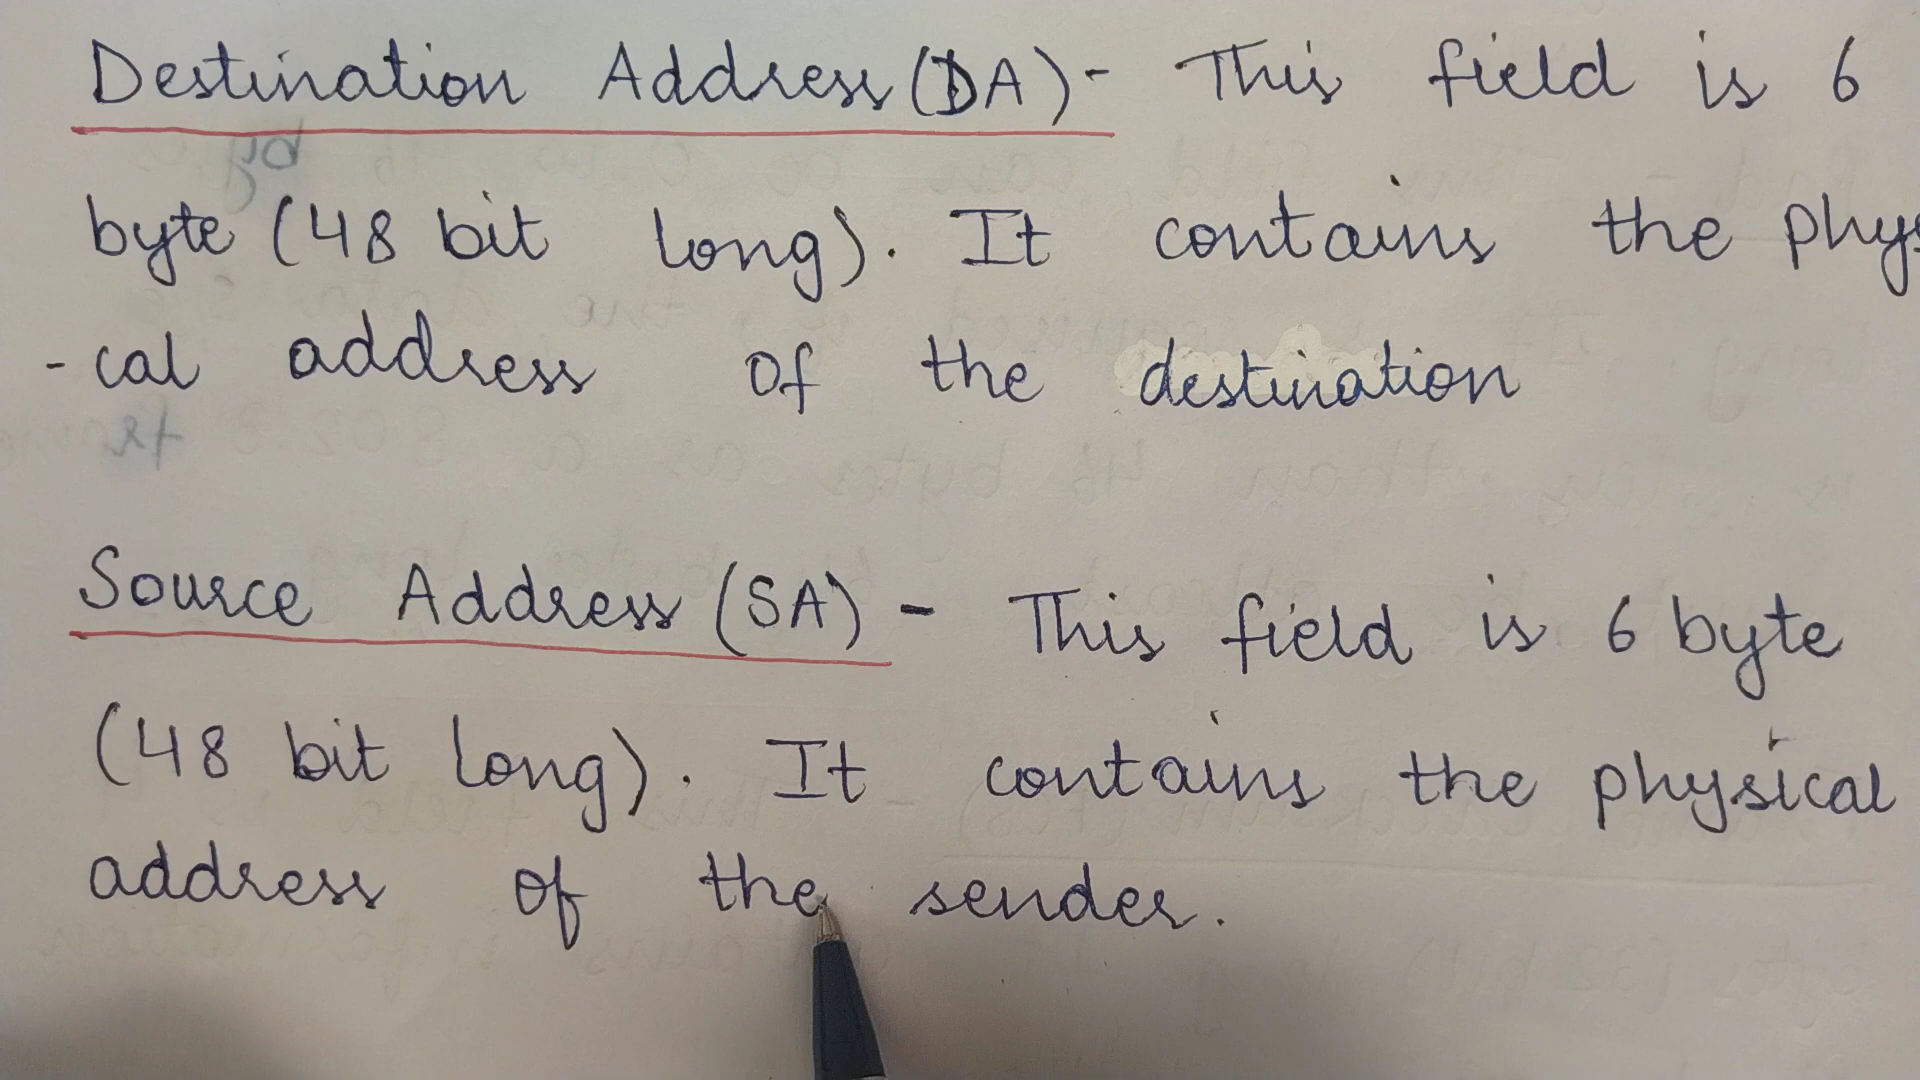 Destination Address (DA) - This field is 6
byte (48 bit long). It contains the phys
-cal address of the destination
Source Address (SA) - This field is 6 byte
(48 bit long). It contains the physical
address of the sender.